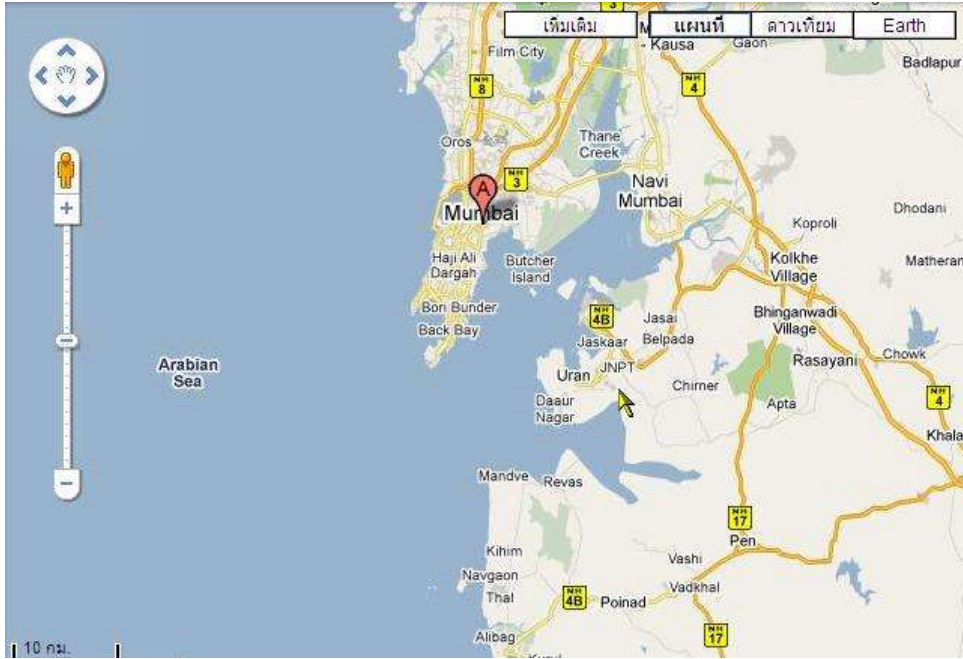 3
เพิ่มเติม
แผนที่
ดาวเทียม
Earth
Kausa
Gaon
Film City
Badlapur
NH
8
NH
4
Oros
Thane
Creek
A
NH
3
Mumbai
Navi
Mumbai
Dhodani
Koproli
Haji Ali
Dargah
Butcher
Island
Kolkhe
Village
Matheran
Bori Bunder
NH
4B
Jasai
Bhinganwadi
Village
Back Bay
Jaskaar
Belpada
Arabian
Sea
Rasayani
Chowk
Uran
JNPT
Chirner
NH
4
Daaur
Nagar
Apta
Khala
Mandve
Revas
NH
17
Pen
Kihim
Vashi
Navgaon
Vadkhal
Thal
NH
4B
Poinad
NH
17
Alibag
10 กม.